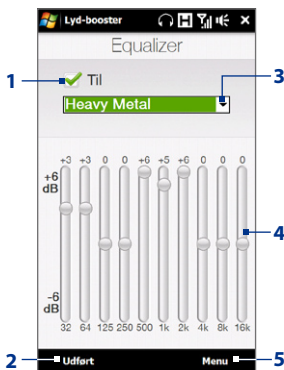 Lyd-booster
Equalizer
1
Til
3
Heavy Metal
+3 +3 0 0 +6 +5 +6 0 0 0
+6
dB
4
-6
dB
32 64 125 250 500 1k 2k 4k 8k 16k
2
Udført
Menu
5